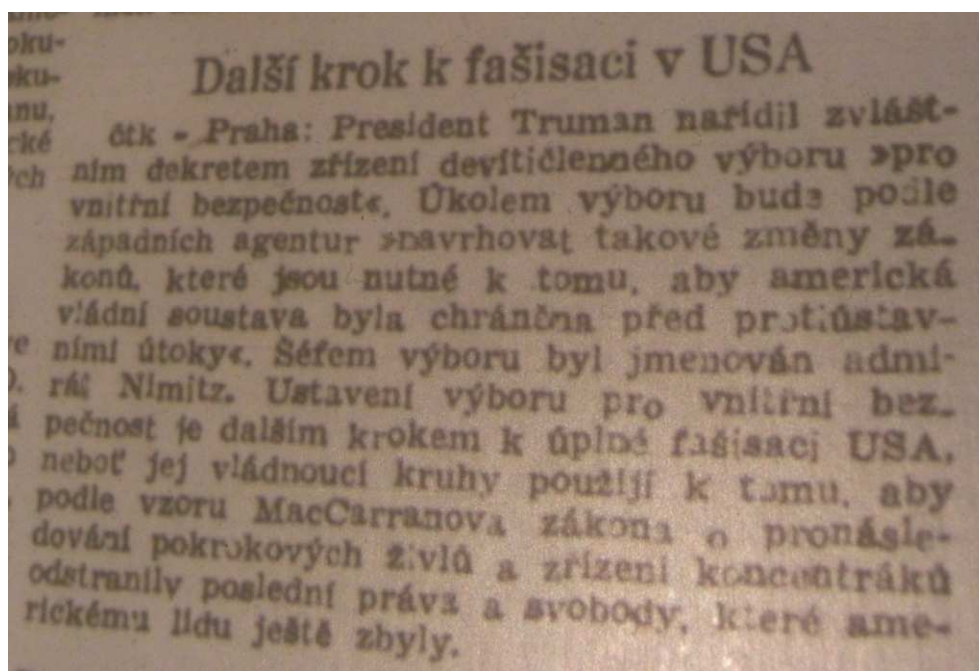 Další krok k fašisaci v USA
čtk - Praha: President Truman nařídil zvlášt-
ním dekretem zřízení devítičlenného výboru »pro
vnitřní bezpečnost«. Úkolem výboru bude podle
západních agentur »navrhovat takové změny zá-
konů, které jsou nutné k tomu, aby americká
vládní soustava byla chráněna před protiústav-
ními útoky«. Šéfem výboru byl jmenován admi-
rál Nimitz. Ustavení výboru pro vnitřní bez-
pečnost je dalším krokem k úplné fašisaci USA,
neboť jej vládnoucí kruhy použijí k tomu, aby
podle vzoru MacCarranova zákona o pronásle-
dování pokrokových živlů a zřízení koncentráků
odstranily poslední práva a svobody, které ame-
rickému lidu ještě zbyly.